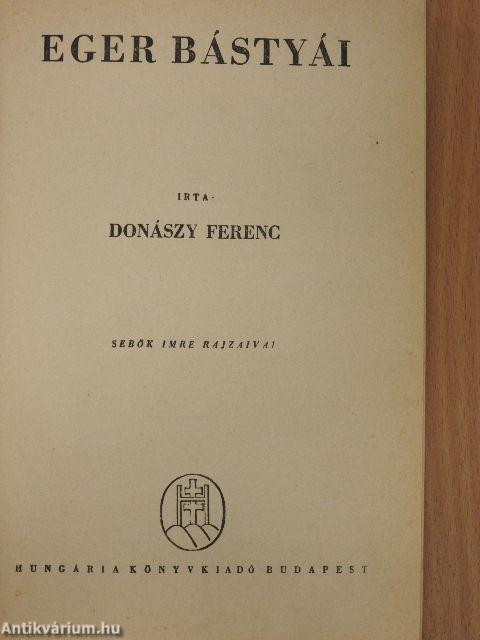 EGER BÁSTYÁI
IRTA:
DONÁSZY FERENC
SEBŐK IMRE RAJZAIVAL
HUNGÁRIA KÖNYVKIADÓ BUDAPEST
Antikvárium.hu